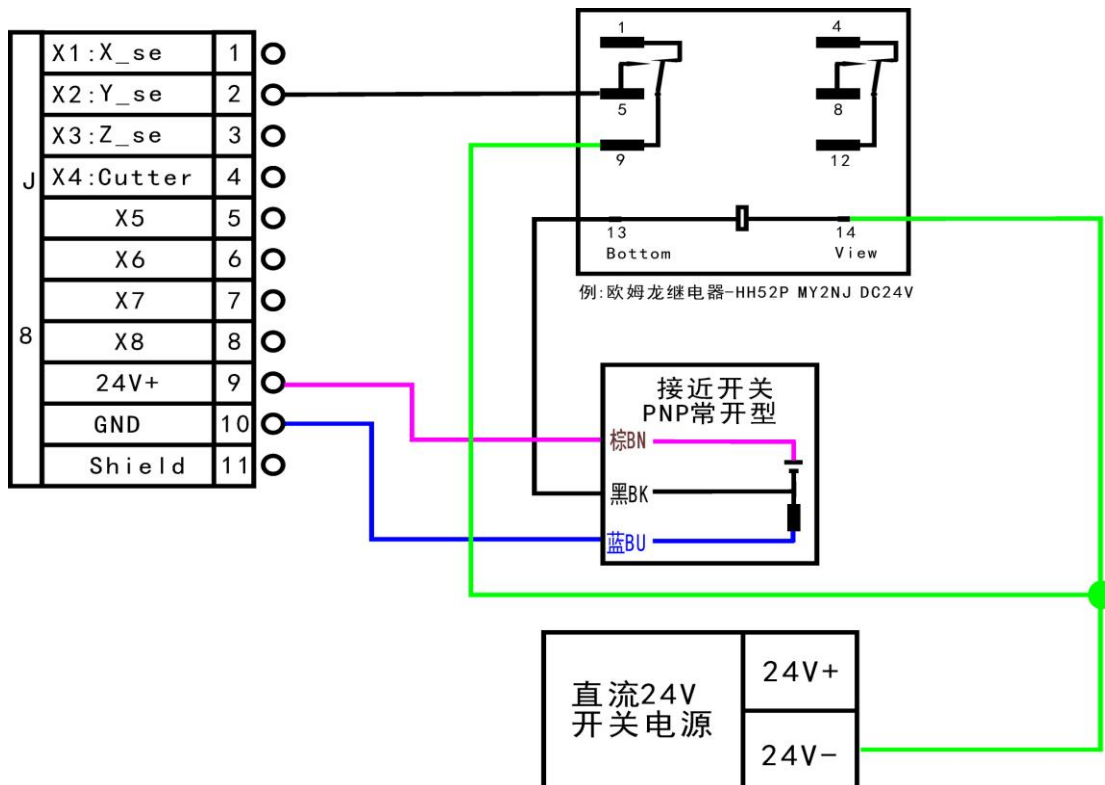 J 8
X1:X_se 1
X2:Y_se 2
X3:Z_se 3
X4:Cutter 4
X5 5
X6 6
X7 7
X8 8
24V+ 9
GND 10
Shield 11
1 4
5 8
9 12
13 14
Bottom View
例:欧姆龙继电器-HH52P MY2NJ DC24V
接近开关
PNP常开型
棕BN
黑BK
蓝BU
直流24V
开关电源
24V+
24V-